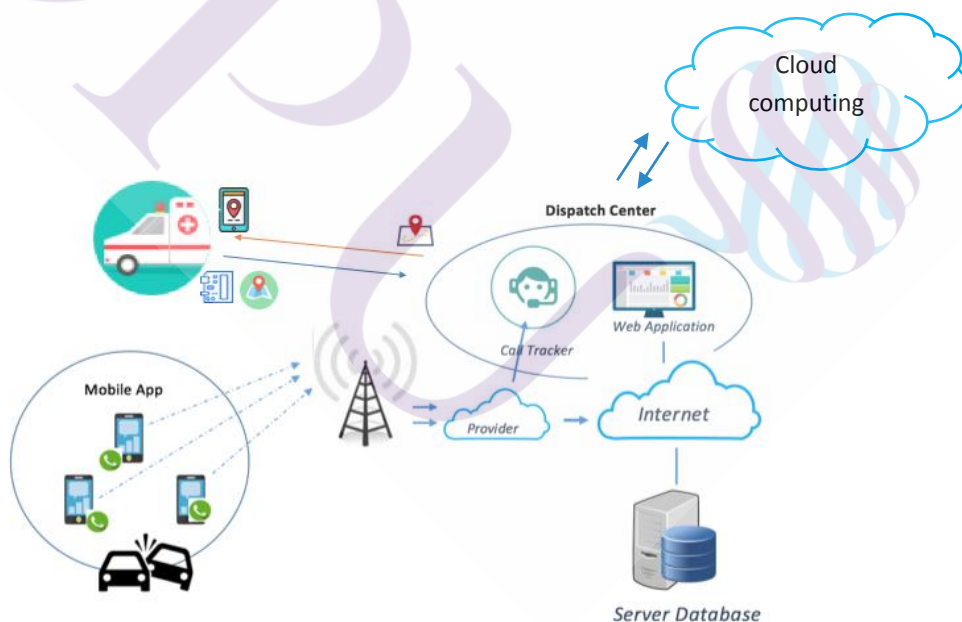 Cloud
computing
Dispatch Center
Call Tracker
Web Application
Mobile App
Provider
Internet
Server Database